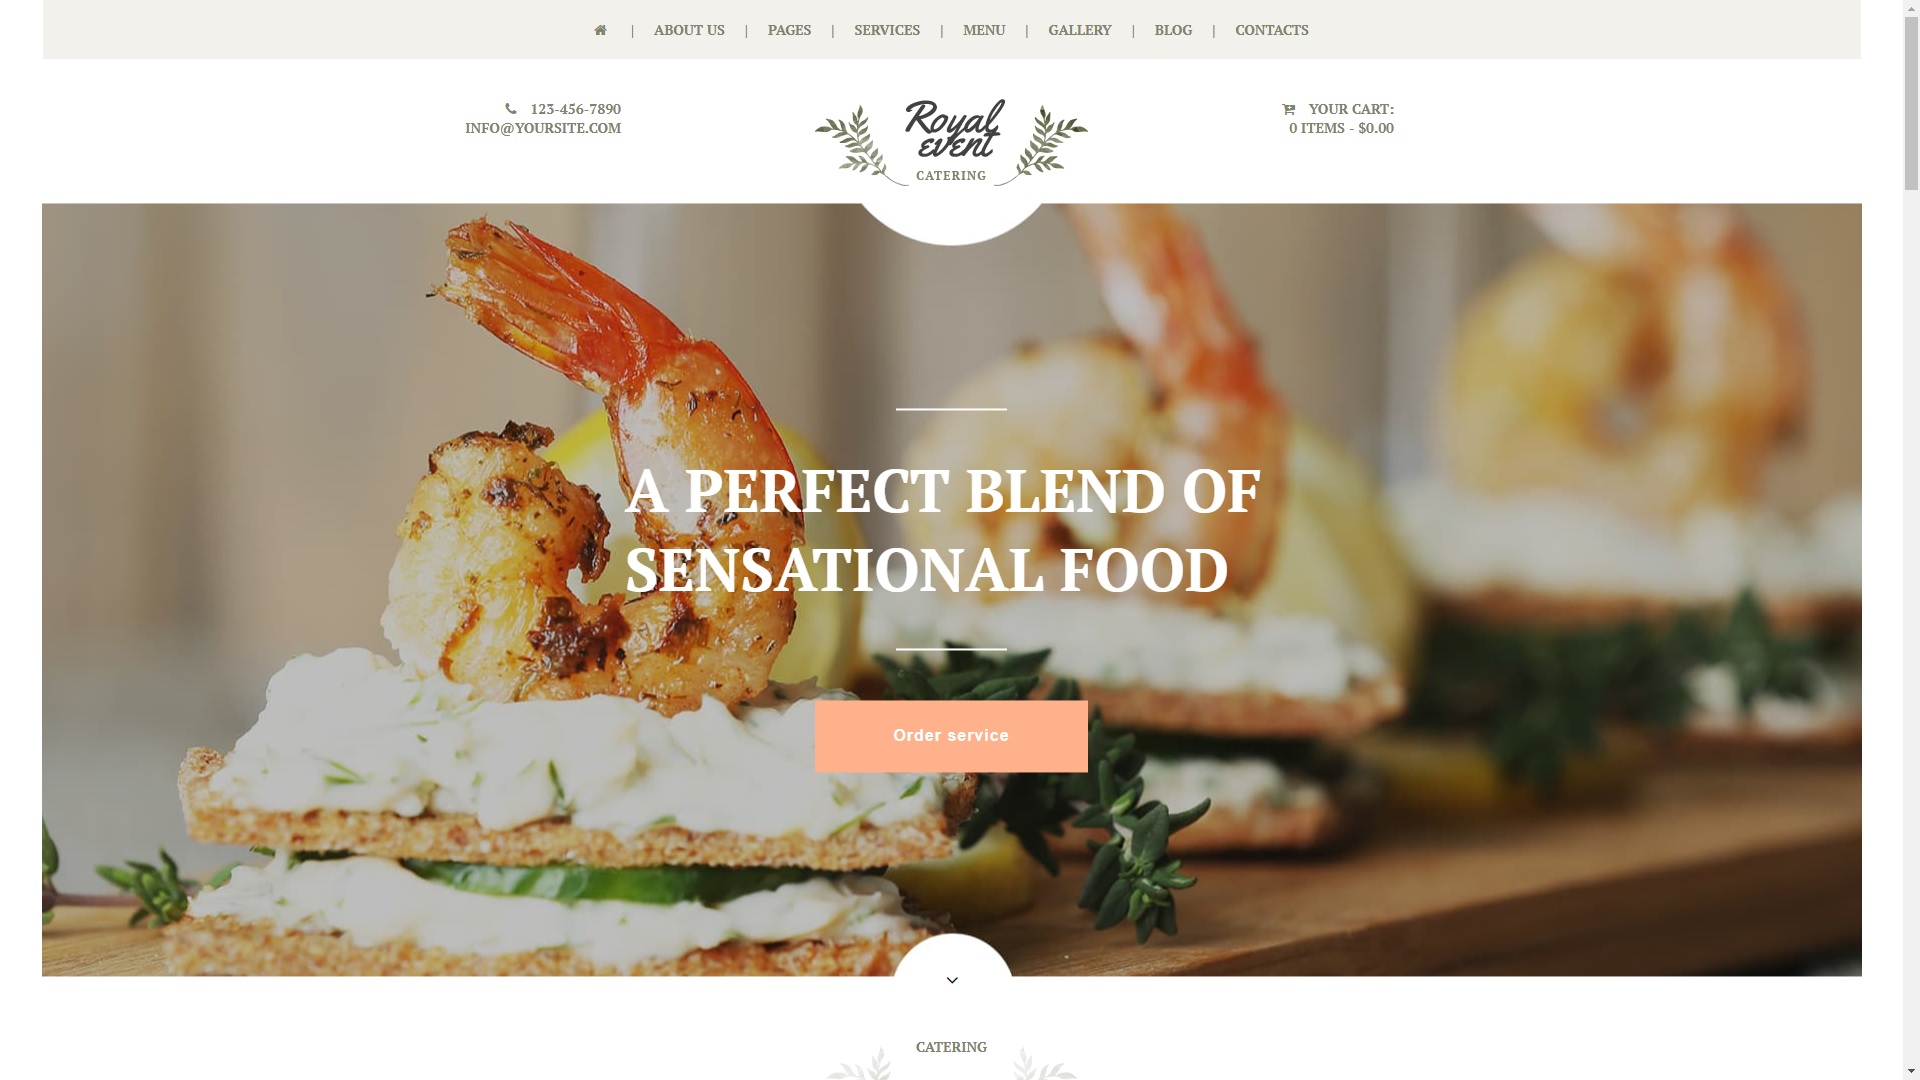 | ABOUT US | PAGES | SERVICES | MENU | GALLERY | BLOG | CONTACTS
123-456-7890
INFO@YOURSITE.COM
Royal
event
CATERING
YOUR CART:
0 ITEMS - $0.00
A PERFECT BLEND OF
SENSATIONAL FOOD
Order service
CATERING